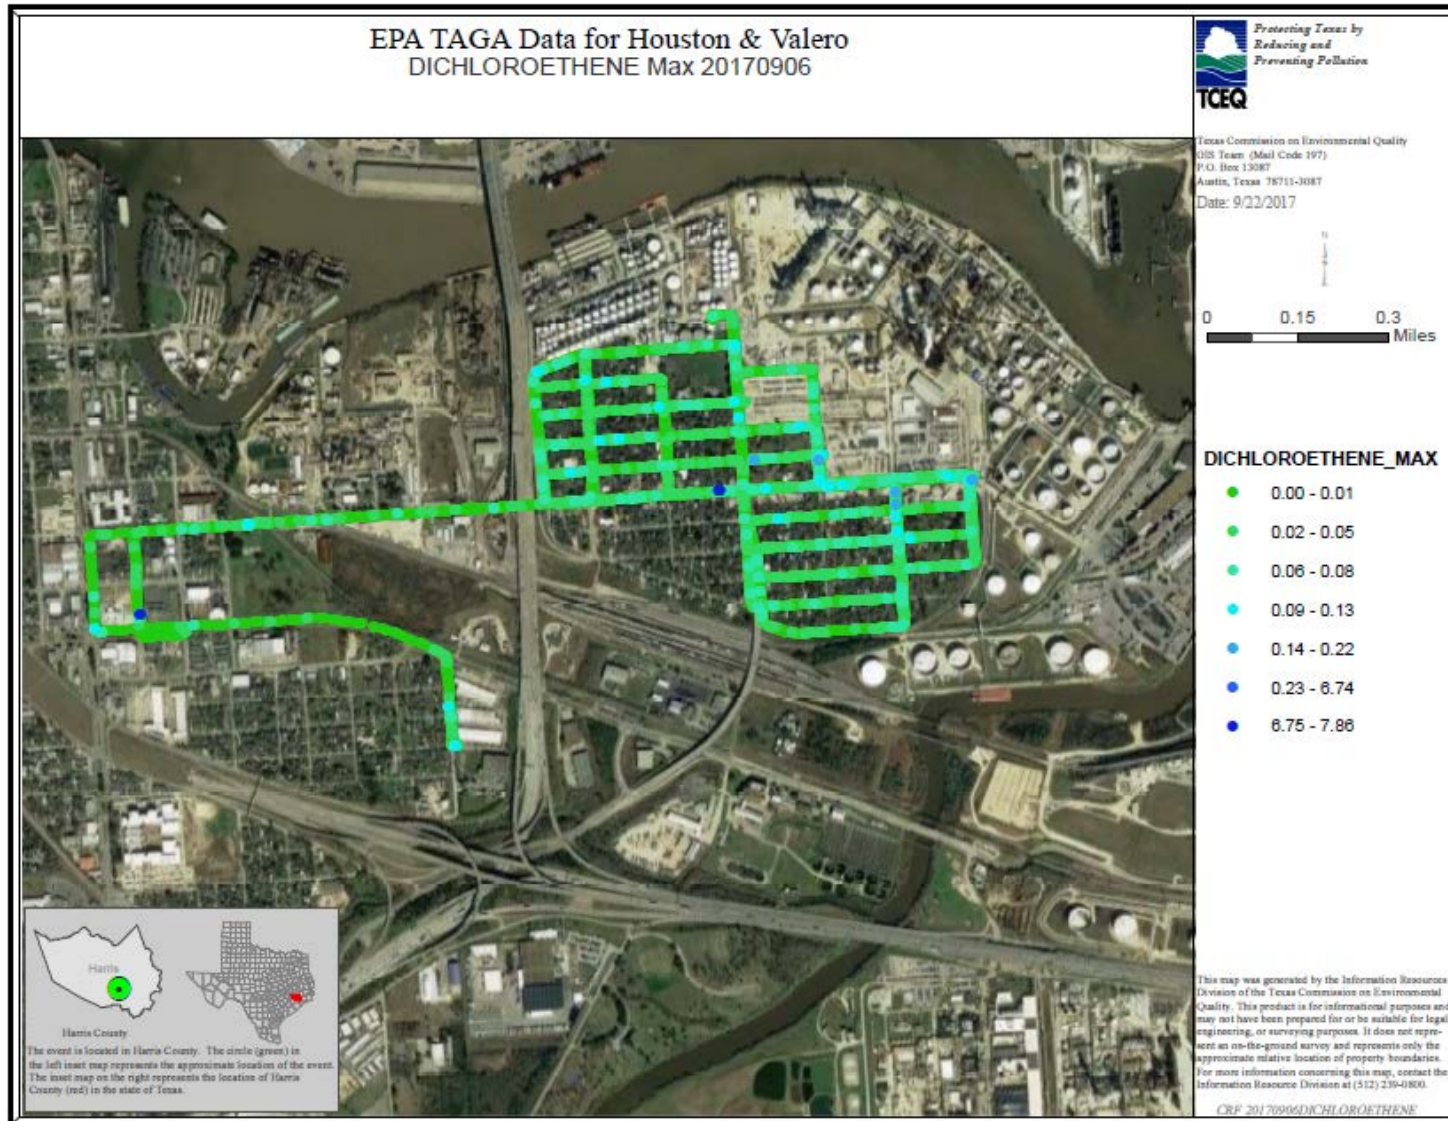 EPA TAGA Data for Houston & Valero
DICHLOROETHENE Max 20170906
Protecting Texas by
Reducing and
Preventing Pollution
TCEQ
Texas Commission on Environmental Quality
GIS Team (Mail Code 197)
P.O. Box 13087
Austin, Texas 78711-3087
Date: 9/22/2017
N
0 0.15 0.3
Miles
DICHLOROETHENE_MAX
0.00 - 0.01
0.02 - 0.05
0.06 - 0.08
0.09 - 0.13
0.14 - 0.22
0.23 - 6.74
6.75 - 7.86
Harris
Harris County
The event is located in Harris County. The circle (green) in
the left inset map represents the approximate location of the event.
The inset map on the right represents the location of Harris
County (red) in the state of Texas.
This map was generated by the Information Resources
Division of the Texas Commission on Environmental
Quality. This product is for informational purposes and
may not have been prepared for or be suitable for legal
engineering, or surveying purposes. It does not repre-
sent an on-the-ground survey and represents only the
approximate relative location of property boundaries.
For more information concerning this map, contact the
Information Resource Division at (512) 239-0800.
CRF 20170906DICHLOROETHENE